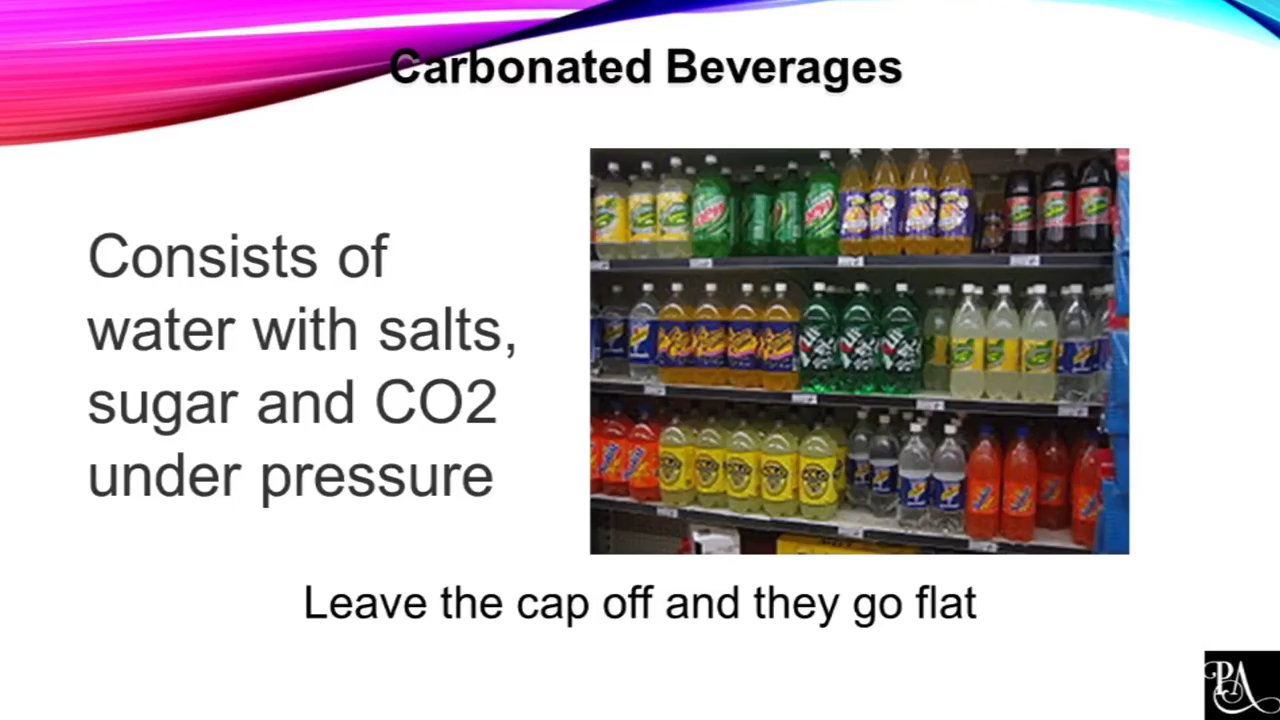 Carbonated Beverages
Consists of
water with salts,
sugar and CO2
under pressure
Leave the cap off and they go flat
PA